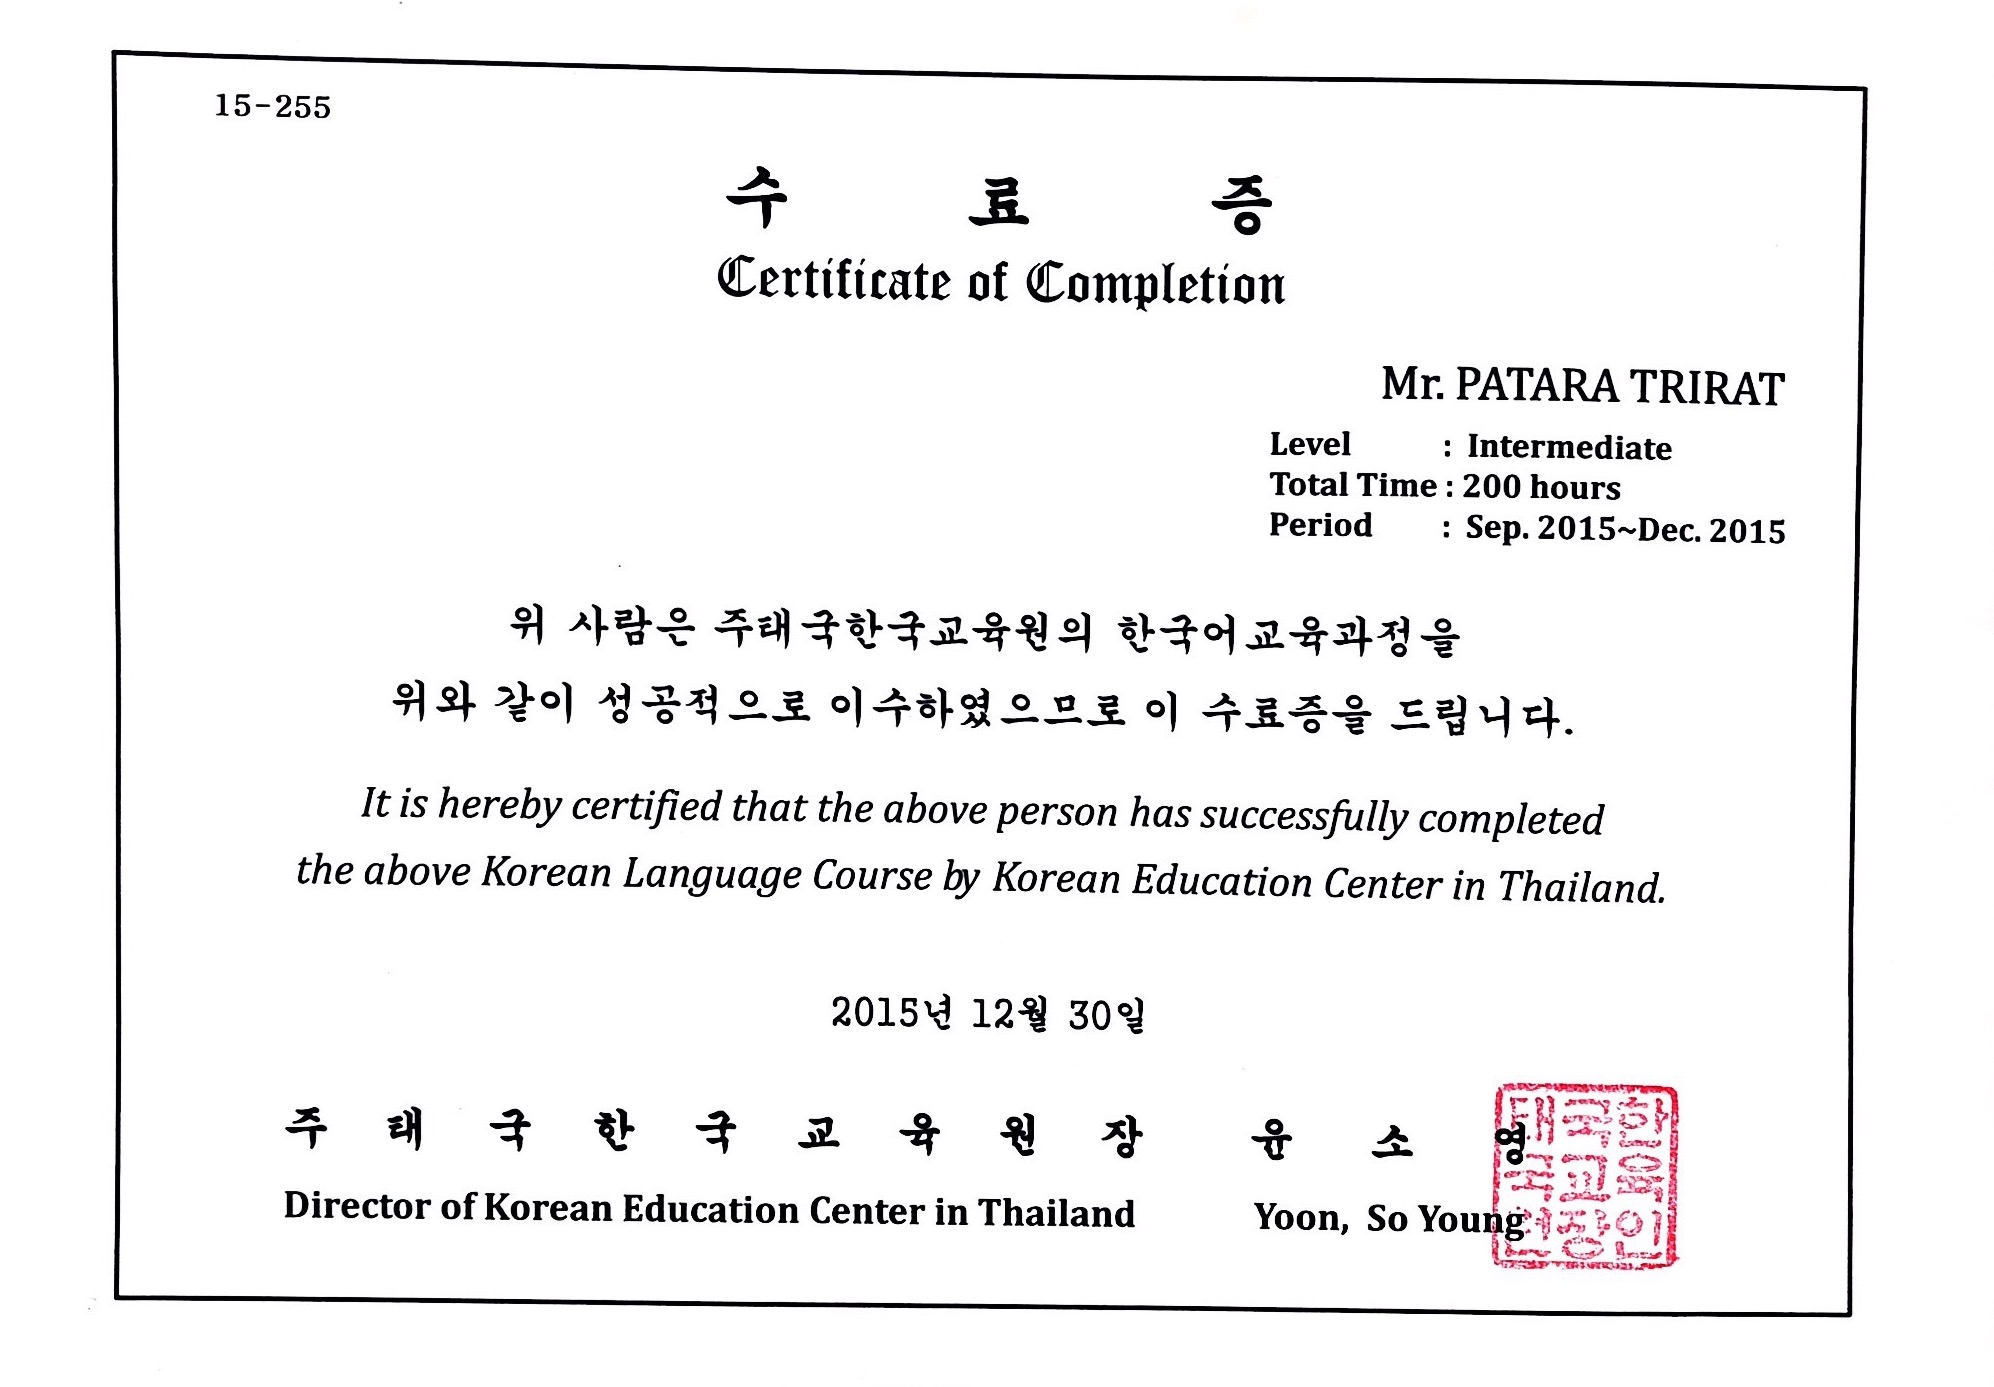 15-255
수 료 증
Certificate of Completion
Mr. PATARA TRIRAT
Level : Intermediate
Total Time : 200 hours
Period : Sep. 2015~Dec. 2015
위 사람은 주태국한국교육원의 한국어교육과정을
위와 같이 성공적으로 이수하였으므로 이 수료증을 드립니다.
It is hereby certified that the above person has successfully completed
the above Korean Language Course by Korean Education Center in Thailand.
2015년 12월 30일
주 태 국 한 국 교 육 원 장 윤 소 영
Director of Korean Education Center in Thailand Yoon, So Young
태국한
국교육
원장인